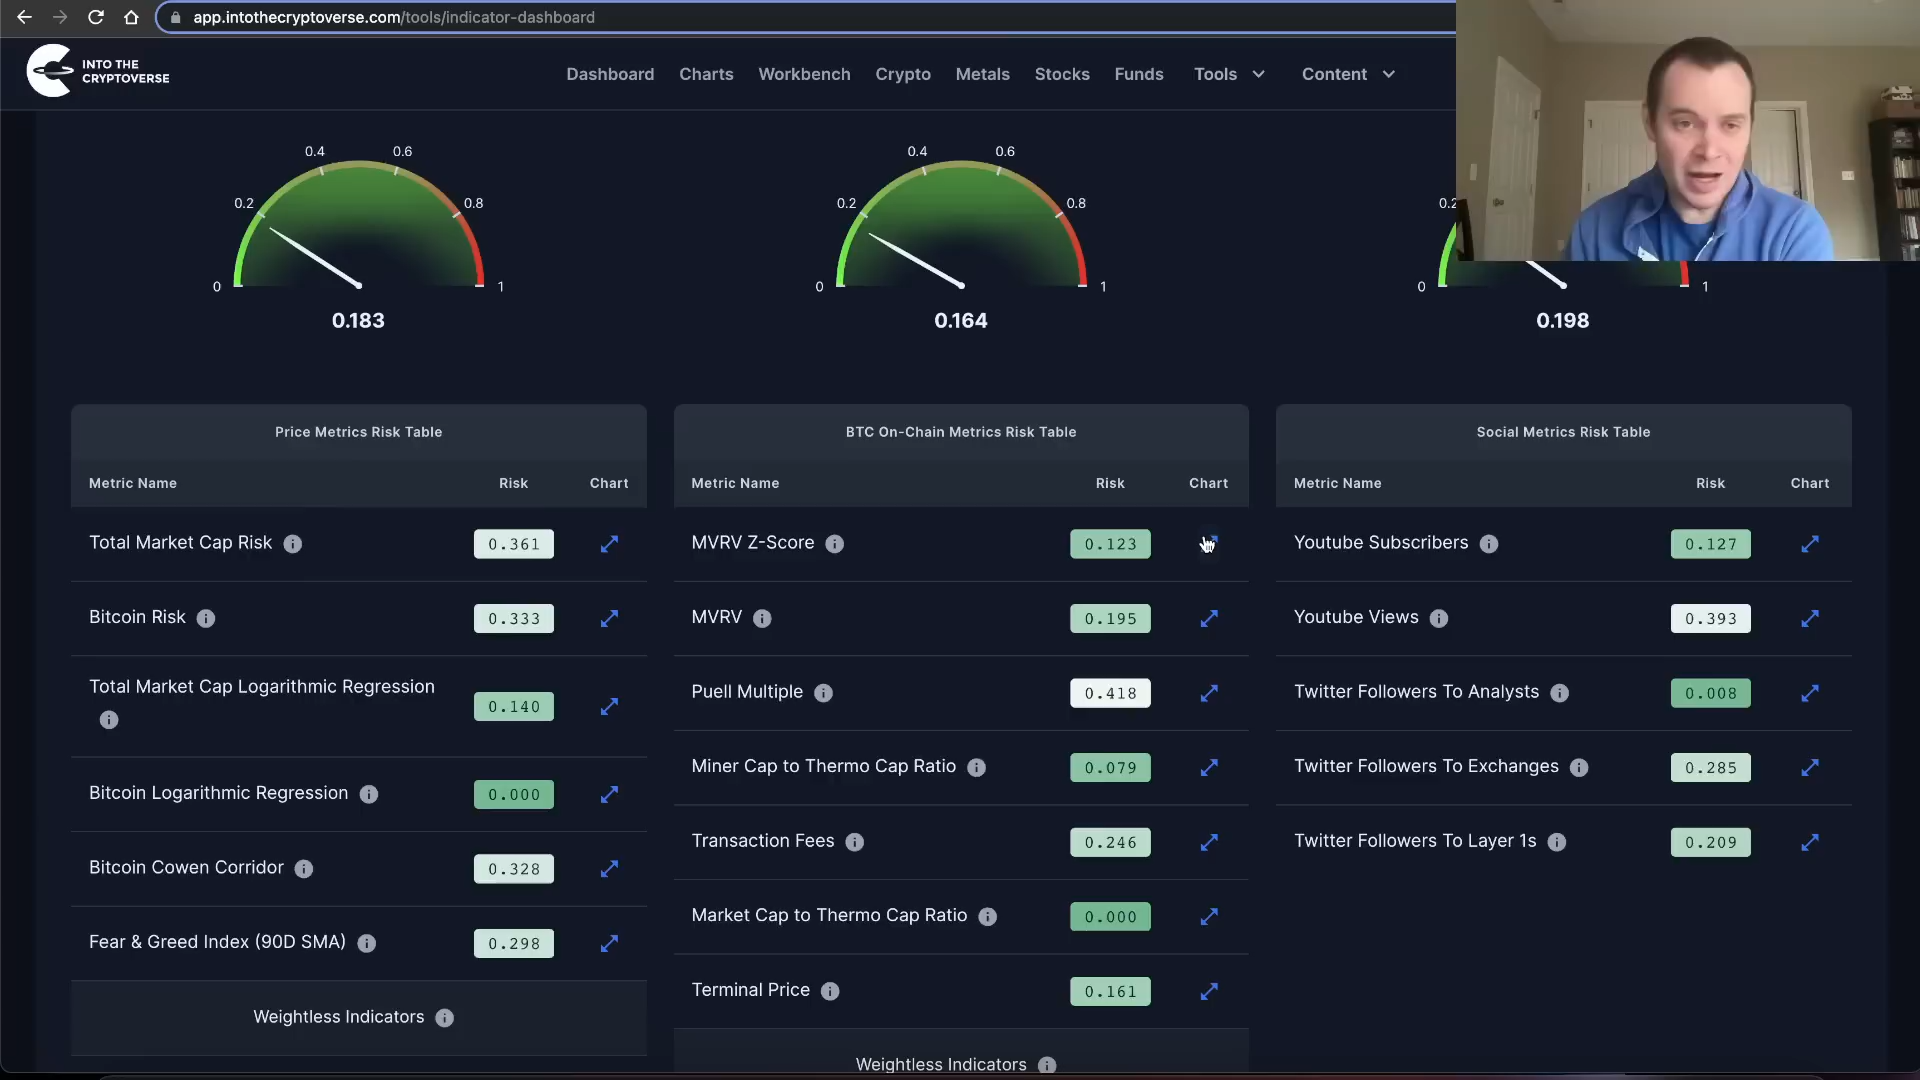 app.intothecryptoverse.com/tools/indicator-dashboard
INTO THE
CRYPTOVERSE
Dashboard Charts Workbench Crypto Metals Stocks Funds Tools Content
0 0.2 0.4 0.6 0.8 1
0.183
0 0.2 0.4 0.6 0.8 1
0.164
0 0.2 1
0.198
Price Metrics Risk Table
Metric Name Risk Chart
Total Market Cap Risk 0.361
Bitcoin Risk 0.333
Total Market Cap Logarithmic Regression 0.140
Bitcoin Logarithmic Regression 0.000
Bitcoin Cowen Corridor 0.328
Fear & Greed Index (90D SMA) 0.298
Weightless Indicators
BTC On-Chain Metrics Risk Table
Metric Name Risk Chart
MVRV Z-Score 0.123
MVRV 0.195
Puell Multiple 0.418
Miner Cap to Thermo Cap Ratio 0.079
Transaction Fees 0.246
Market Cap to Thermo Cap Ratio 0.000
Terminal Price 0.161
Weightless Indicators
Social Metrics Risk Table
Metric Name Risk Chart
Youtube Subscribers 0.127
Youtube Views 0.393
Twitter Followers To Analysts 0.008
Twitter Followers To Exchanges 0.285
Twitter Followers To Layer 1s 0.209